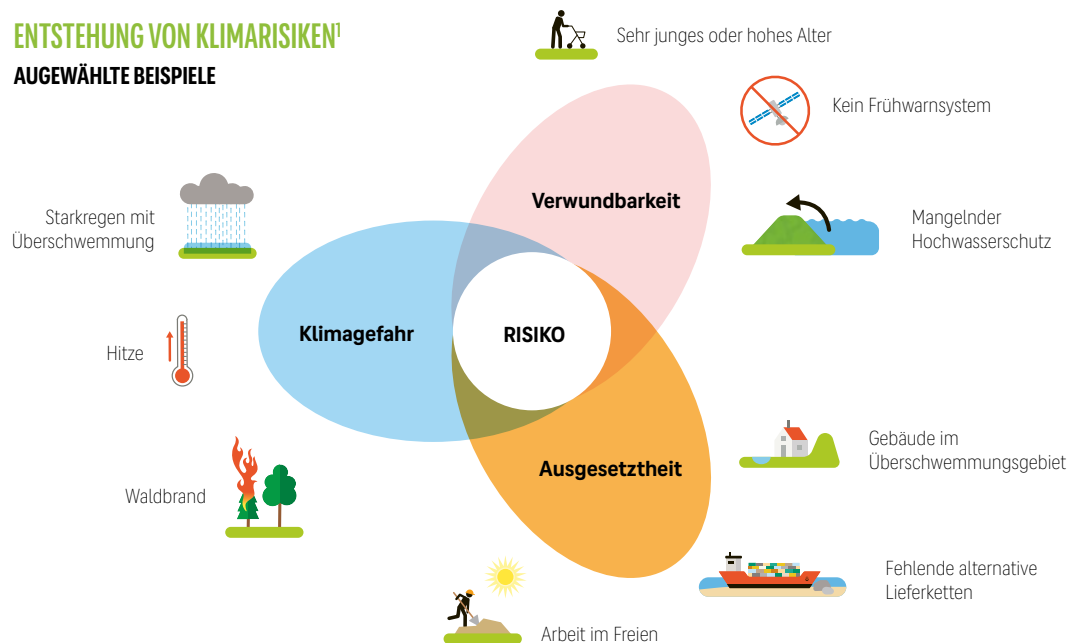 ENTSTEHUNG VON KLIMARISIKEN¹
AUGEWÄHLTE BEISPIELE
Sehr junges oder hohes Alter
Kein Frühwarnsystem
Verwundbarkeit
Starkregen mit
Überschwemmung
Mangelnder
Hochwasserschutz
Klimagefahr
RISIKO
Hitze
Gebäude im
Überschwemmungsgebiet
Ausgesetztheit
Waldbrand
Fehlende alternative
Lieferketten
Arbeit im Freien